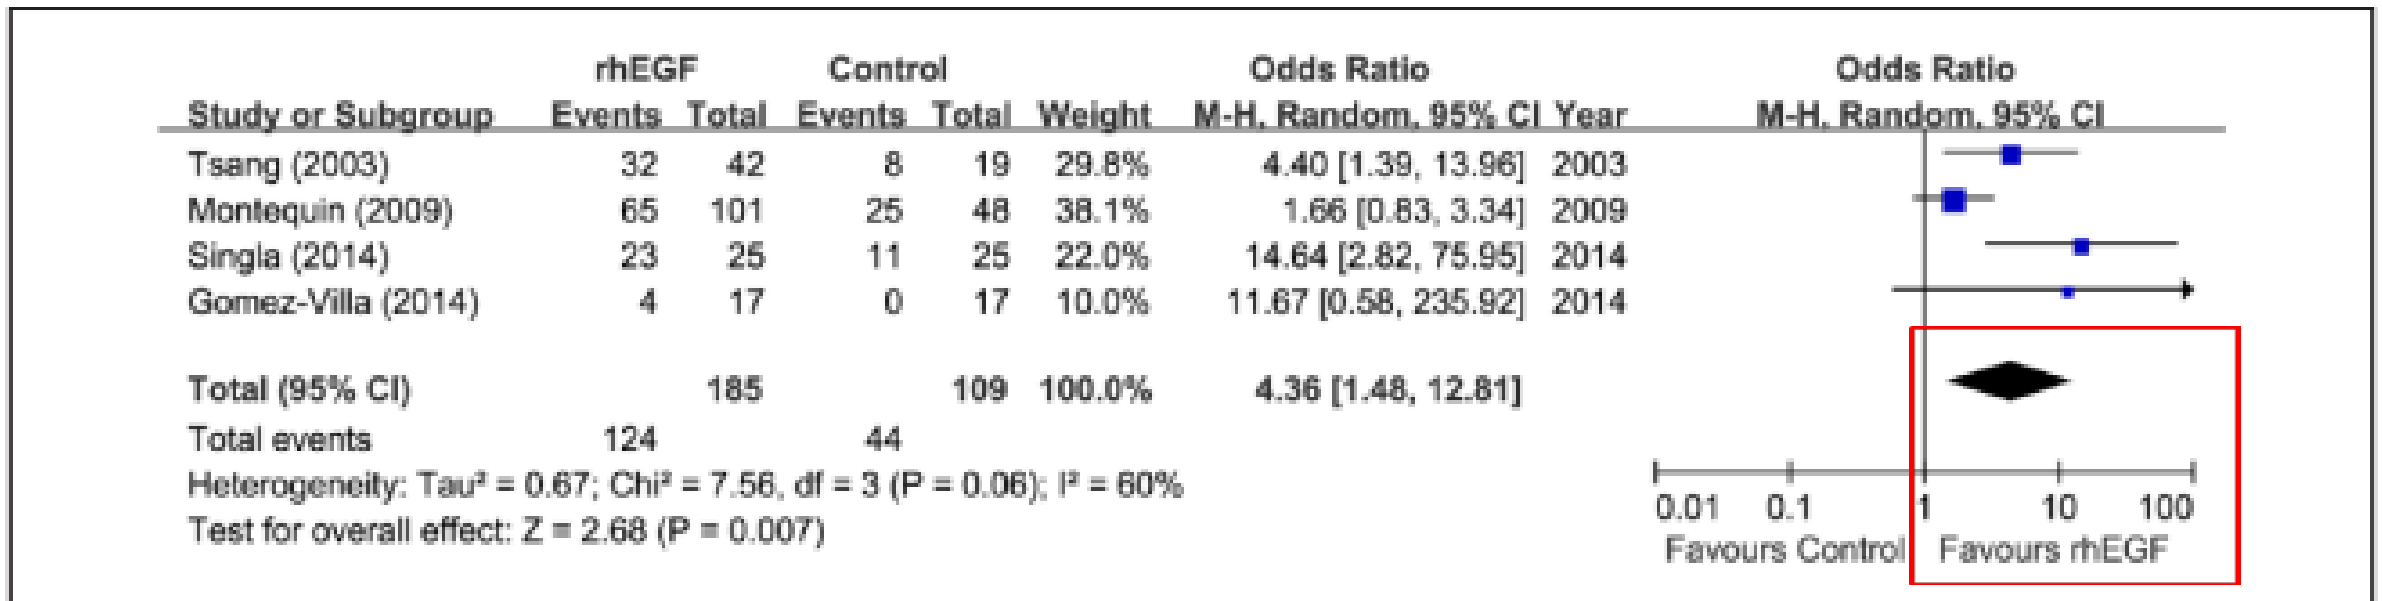 rhEGF Control Odds Ratio Odds Ratio
Study or Subgroup Events Total Events Total Weight M-H, Random, 95% CI Year M-H, Random, 95% CI
Tsang (2003) 32 42 8 19 29.8% 4.40 [1.39, 13.96] 2003
Montequin (2009) 65 101 25 48 38.1% 1.66 [0.83, 3.34] 2009
Singla (2014) 23 25 11 25 22.0% 14.64 [2.82, 75.95] 2014
Gomez-Villa (2014) 4 17 0 17 10.0% 11.67 [0.58, 235.92] 2014
Total (95% CI) 185 109 100.0% 4.36 [1.48, 12.81]
Total events 124 44
Heterogeneity: Tau² = 0.67; Chi² = 7.56, df = 3 (P = 0.06); I² = 60%
Test for overall effect: Z = 2.68 (P = 0.007)
0.01 0.1 1 10 100
Favours Control Favours rhEGF